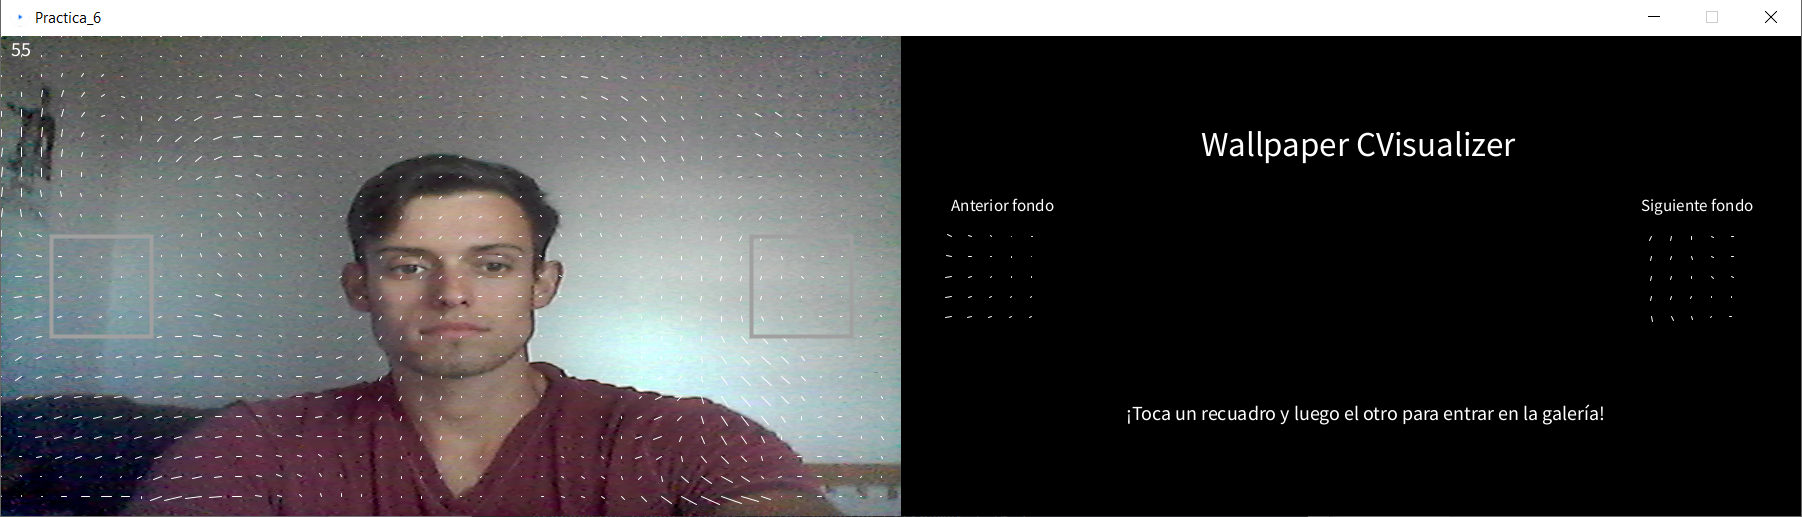 Practica_6
55
Wallpaper CVisualizer
Anterior fondo
Siguiente fondo
¡Toca un recuadro y luego el otro para entrar en la galería!